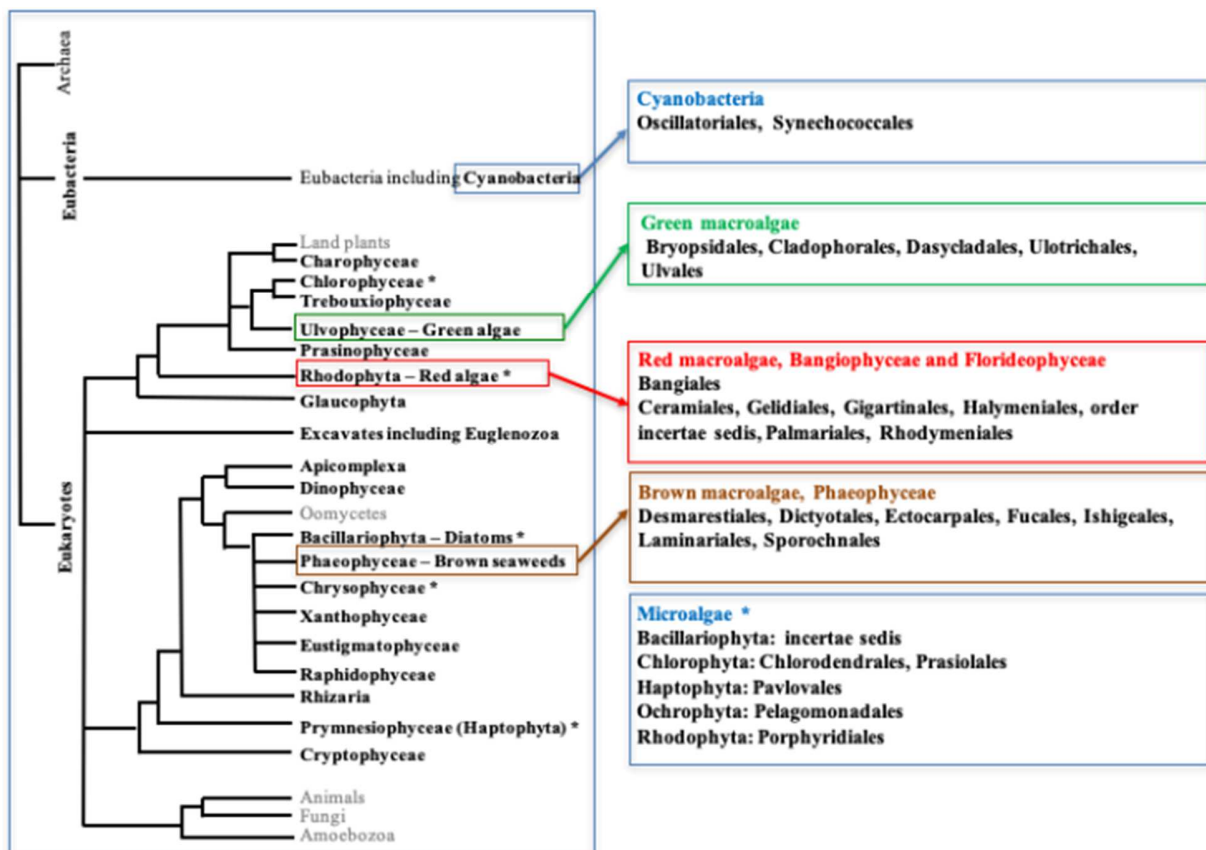 Archaea
Eubacteria
Eukaryotes
Eubacteria including Cyanobacteria
Land plants
Charophyceae
Chlorophyceae *
Trebouxiophyceae
Ulvophyceae – Green algae
Prasinophyceae
Rhodophyta – Red algae *
Glaucophyta
Excavates including Euglenozoa
Apicomplexa
Dinophyceae
Oomycetes
Bacillariophyta – Diatoms *
Phaeophyceae – Brown seaweeds
Chrysophyceae *
Xanthophyceae
Eustigmatophyceae
Raphidophyceae
Rhizaria
Prymnesiophyceae (Haptophyta) *
Cryptophyceae
Animals
Fungi
Amoebozoa
Cyanobacteria
Oscillatoriales, Synechococcales
Green macroalgae
Bryopsidales, Cladophorales, Dasycladales, Ulotrichales,
Ulvales
Red macroalgae, Bangiophyceae and Florideophyceae
Bangiales
Ceramiales, Gelidiales, Gigartinales, Halymeniales, order
incertae sedis, Palmariales, Rhodymeniales
Brown macroalgae, Phaeophyceae
Desmarestiales, Dictyotales, Ectocarpales, Fucales, Ishigeales,
Laminariales, Sporochnales
Microalgae *
Bacillariophyta: incertae sedis
Chlorophyta: Chlorodendrales, Prasiolales
Haptophyta: Pavlovales
Ochrophyta: Pelagomonadales
Rhodophyta: Porphyridiales